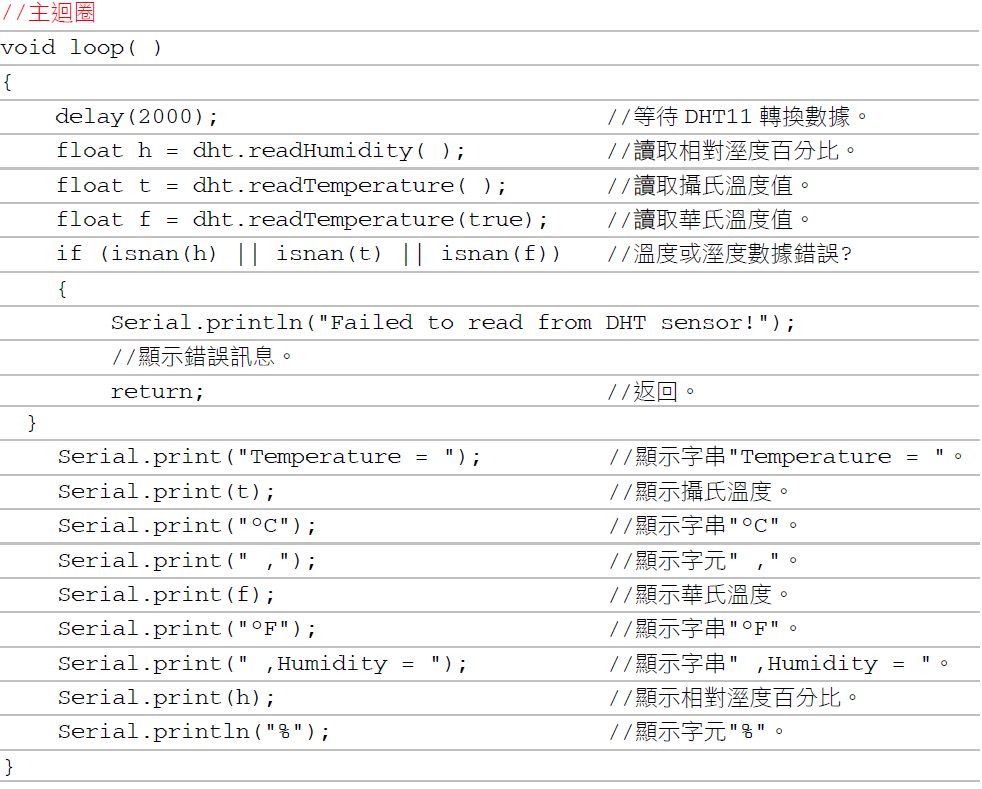 //主迴圈
void loop( )
{
    delay(2000);                            //等待 DHT11 轉換數據。
    float h = dht.readHumidity( );          //讀取相對溼度百分比。
    float t = dht.readTemperature( );       //讀取攝氏溫度值。
    float f = dht.readTemperature(true);    //讀取華氏溫度值。
    if (isnan(h) || isnan(t) || isnan(f))   //溫度或溼度數據錯誤?
    {
        Serial.println("Failed to read from DHT sensor!");
        //顯示錯誤訊息。
        return;                             //返回。
  }
    Serial.print("Temperature = ");         //顯示字串"Temperature = "。
    Serial.print(t);                        //顯示攝氏溫度。
    Serial.print("°C");                     //顯示字串"°C"。
    Serial.print(" ,");                     //顯示字元" ,"。
    Serial.print(f);                        //顯示華氏溫度。
    Serial.print("°F");                     //顯示字串"°F"。
    Serial.print(" ,Humidity = ");          //顯示字串" ,Humidity = "。
    Serial.print(h);                        //顯示相對溼度百分比。
    Serial.println("%");                    //顯示字元"%"。
}